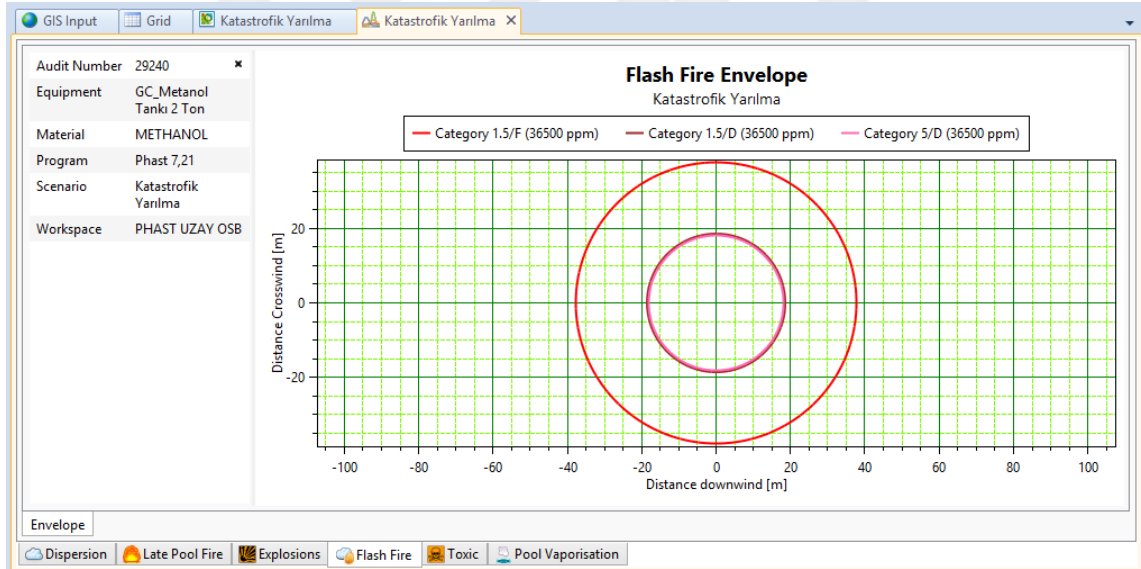 GIS Input
Grid
Katastrofik Yarılma
Katastrofik Yarılma
Audit Number 29240
Equipment GC_Metanol
Tankı 2 Ton
Material METHANOL
Program Phast 7,21
Scenario Katastrofik
Yarılma
Workspace PHAST UZAY OSB
Flash Fire Envelope
Katastrofik Yarılma
Category 1.5/F (36500 ppm)
Category 1.5/D (36500 ppm)
Category 5/D (36500 ppm)
Distance Crosswind [m]
20
0
-20
-100 -80 -60 -40 -20 0 20 40 60 80 100
Distance downwind [m]
Envelope
Dispersion
Late Pool Fire
Explosions
Flash Fire
Toxic
Pool Vaporisation